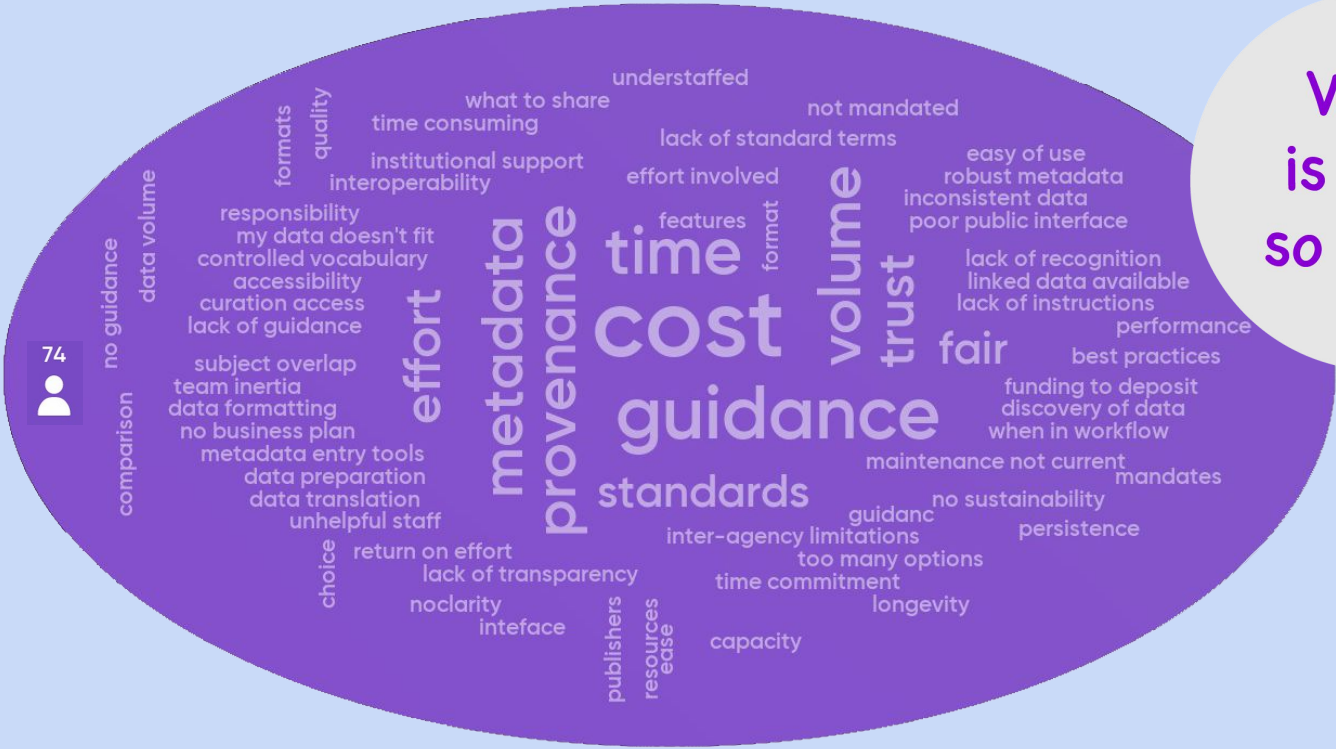 understaffed
what to share
not mandated
time consuming
lack of standard terms
formats
quality
institutional support
easy of use
interoperability
effort involved
robust metadata
data volume
inconsistent data
responsibility
features
format
volume
poor public interface
my data doesn't fit
metadata
provenance
time
trust
no guidance
controlled vocabulary
lack of recognition
accessibility
linked data available
curation access
effort
cost
lack of instructions
lack of guidance
performance
74
subject overlap
fair
best practices
team inertia
funding to deposit
data formatting
guidance
discovery of data
comparison
no business plan
when in workflow
metadata entry tools
maintenance not current
data preparation
mandates
data translation
standards
no sustainability
unhelpful staff
guidanc
persistence
choice
return on effort
inter-agency limitations
too many options
lack of transparency
time commitment
noclarity
longevity
inteface
publishers
resources
ease
capacity
is
so